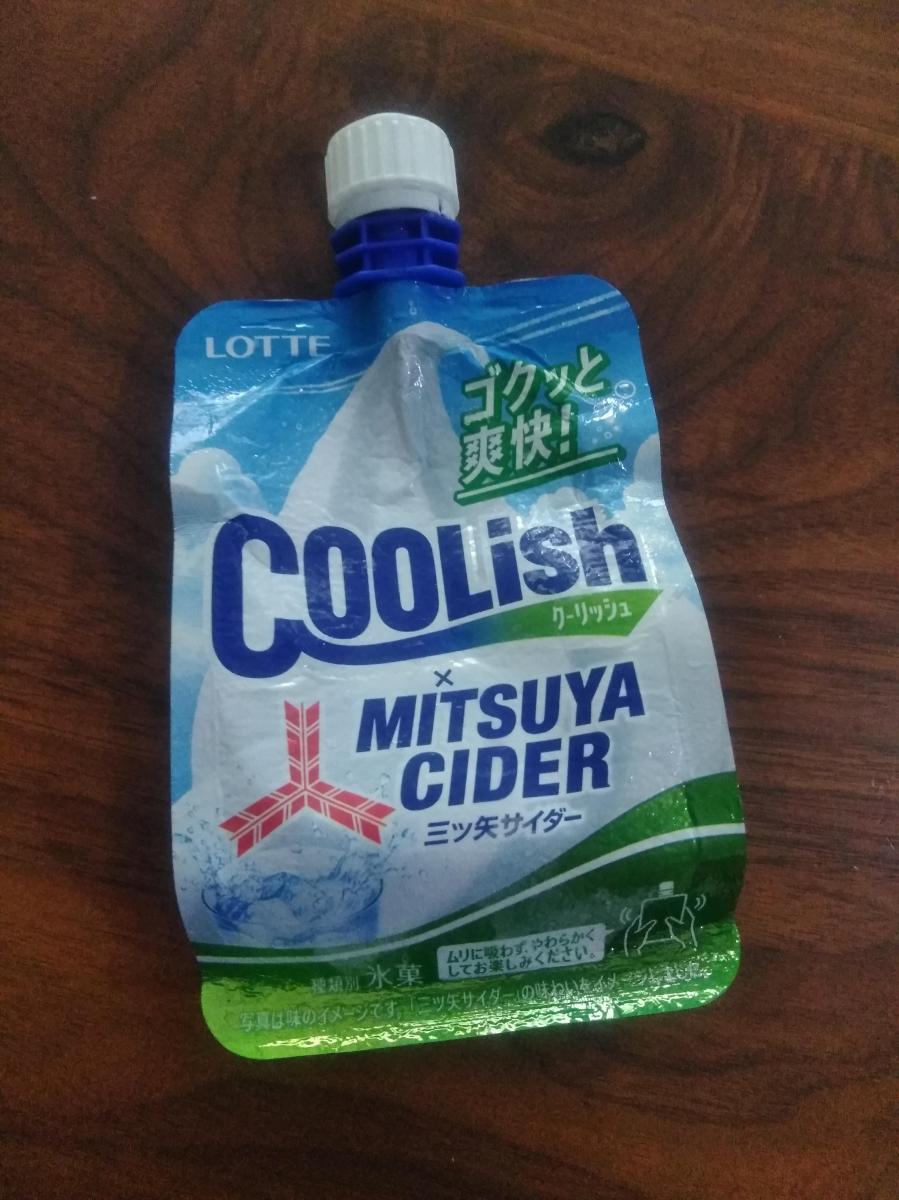 LOTTE
ゴクッと
爽快!
COOLish
クーリッシュ
×
MITSUYA
CIDER
三ツ矢サイダー
ムリに吸わず、やわらかく
してお楽しみください。
種類別 氷菓
写真は味のイメージです。「三ツ矢サイダー」の味わいをイメージしました。